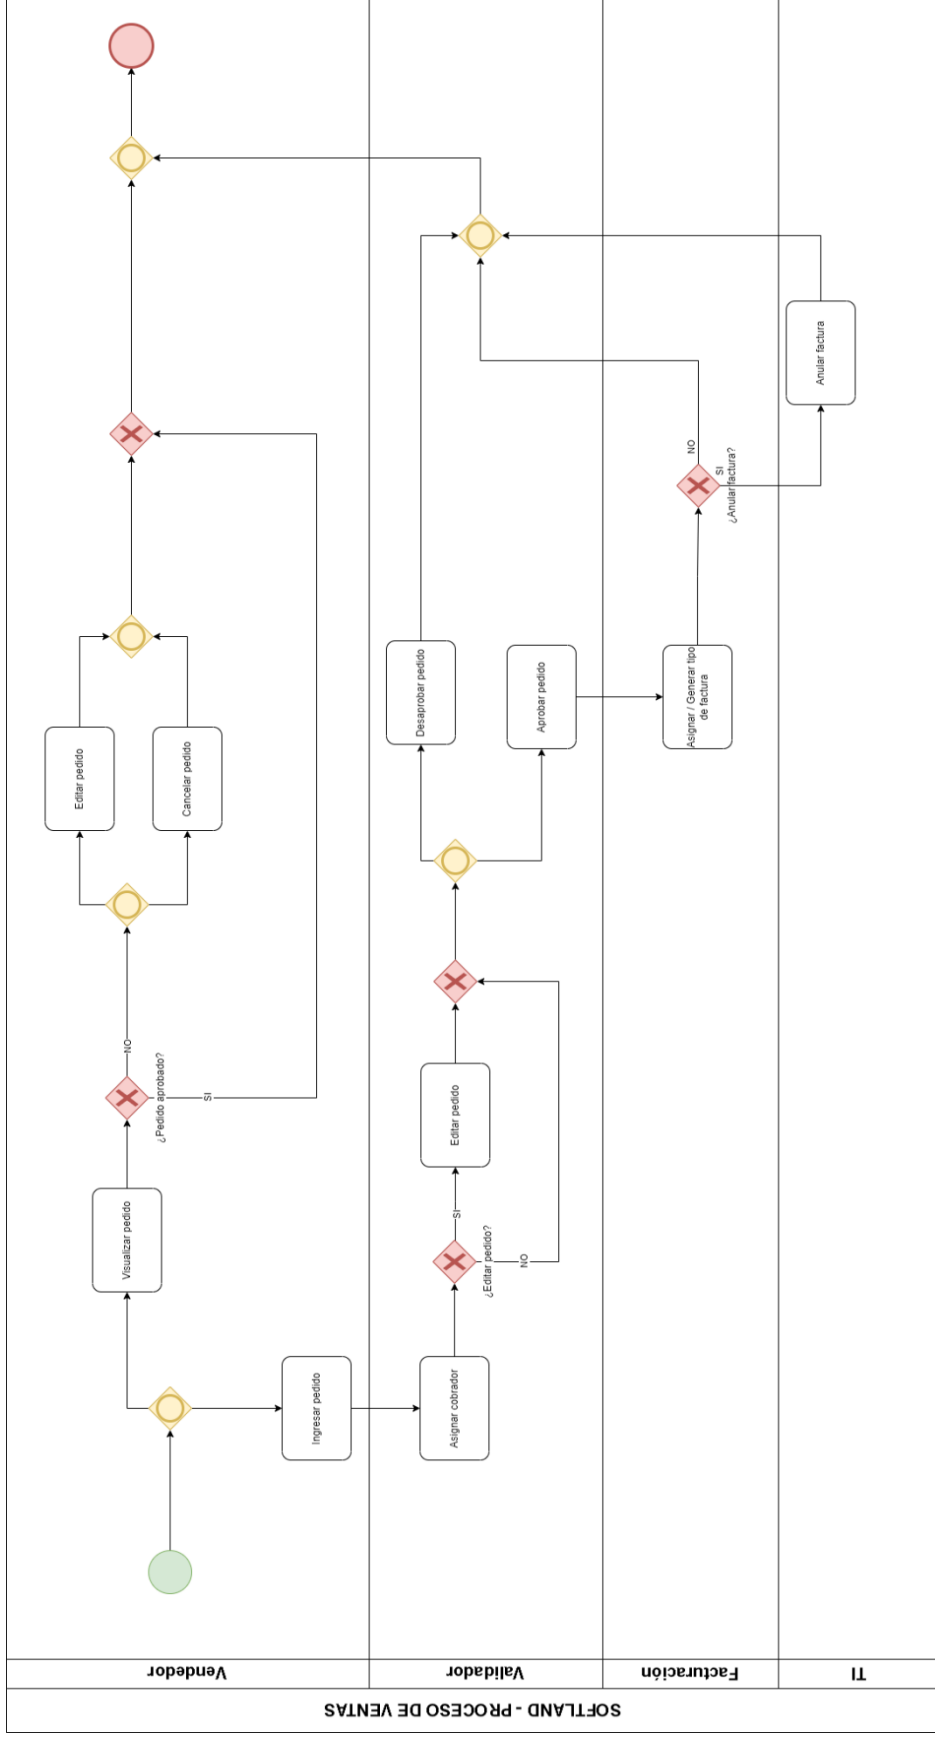 SOFTLAND - PROCESO DE VENTAS
Vendedor
Visualizar pedido
¿Pedido aprobado?
NO
SI
Editar pedido
Cancelar pedido
Ingresar pedido
Validador
Asignar cobrador
¿Editar pedido?
SI
NO
Editar pedido
Desaprobar pedido
Aprobar pedido
Facturación
Asignar / Generar tipo
de factura
NO
SI
¿Anular factura?
TI
Anular factura